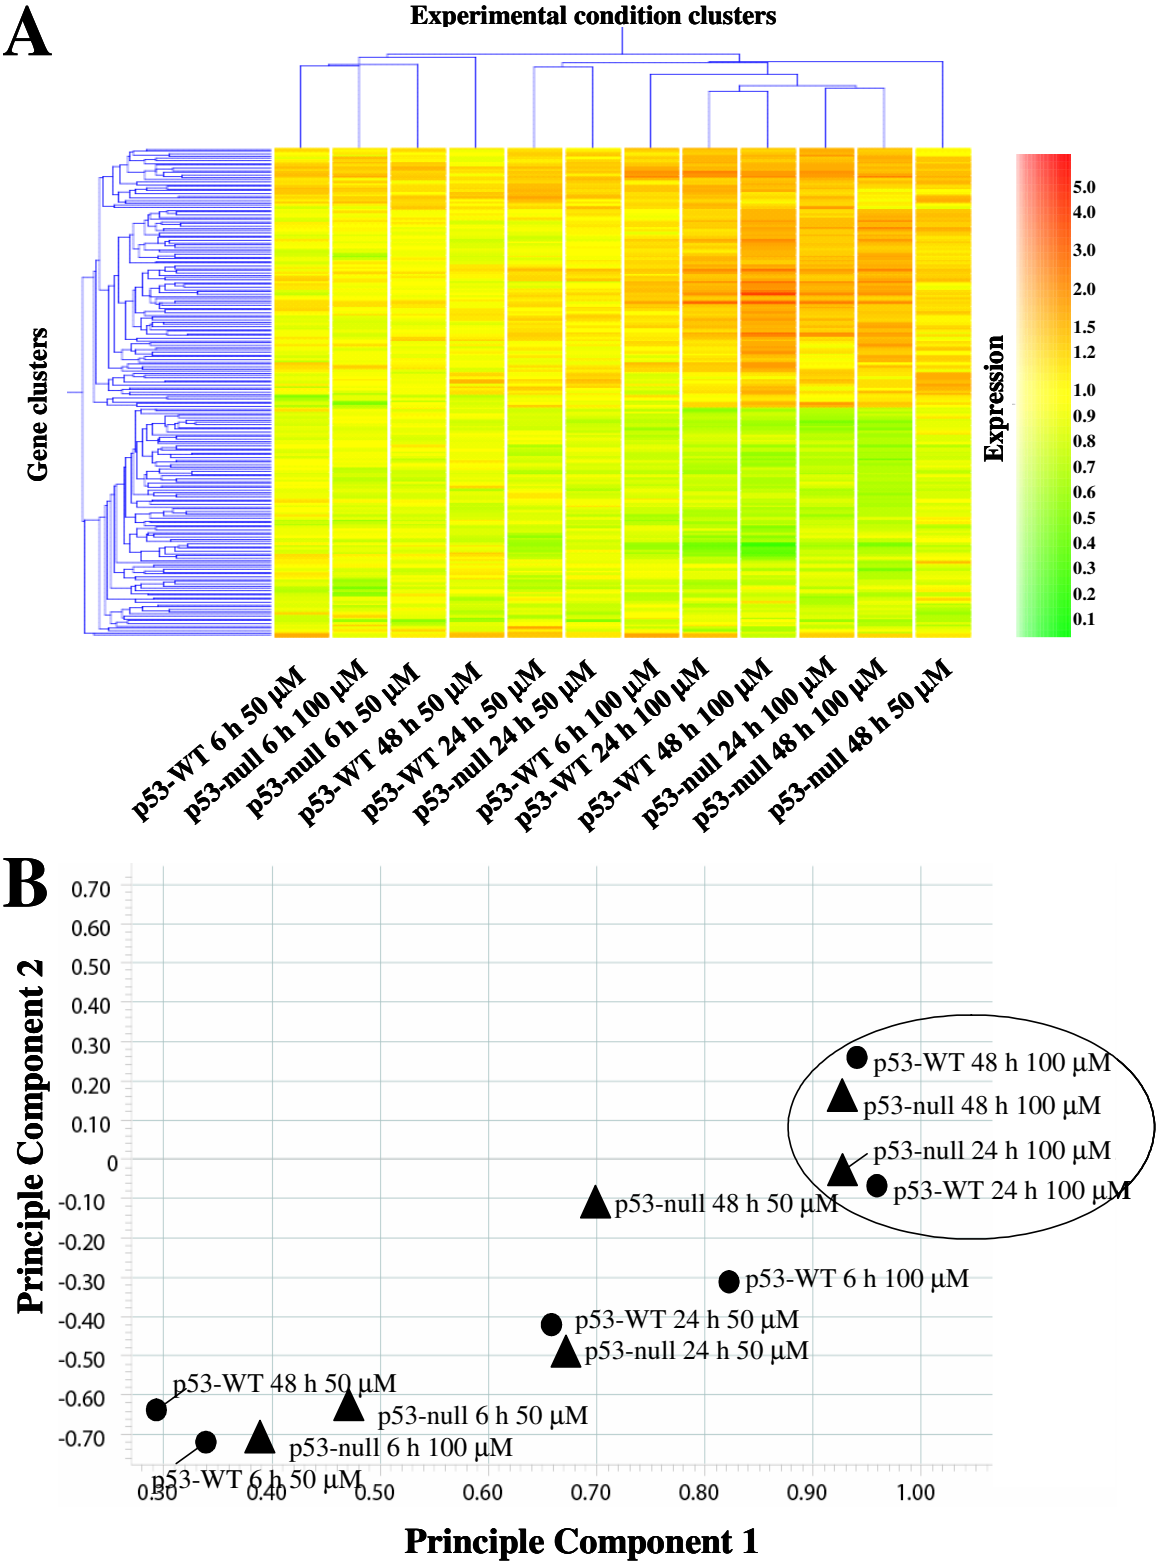 A
Experimental condition clusters
Gene clusters
Expression
5.0
4.0
3.0
2.0
1.5
1.2
1.0
0.9
0.8
0.7
0.6
0.5
0.4
0.3
0.2
0.1
p53-WT 6 h 50 µM
p53-null 6 h 100 µM
p53-null 6 h 50 µM
p53-WT 48 h 50 µM
p53-WT 24 h 50 µM
p53-null 24 h 50 µM
p53-WT 6 h 100 µM
p53-WT 24 h 100 µM
p53-WT 48 h 100 µM
p53-null 24 h 100 µM
p53-null 48 h 100 µM
p53-null 48 h 50 µM
B
Principle Component 2
0.70
0.60
0.50
0.40
0.30
0.20
0.10
0
-0.10
-0.20
-0.30
-0.40
-0.50
-0.60
-0.70
p53-WT 48 h 100 µM
p53-null 48 h 100 µM
p53-null 24 h 100 µM
p53-WT 24 h 100 µM
p53-null 48 h 50 µM
p53-WT 6 h 100 µM
p53-WT 24 h 50 µM
p53-null 24 h 50 µM
p53-WT 48 h 50 µM
p53-null 6 h 50 µM
p53-null 6 h 100 µM
p53-WT 6 h 50 µM
0.30 0.40 0.50 0.60 0.70 0.80 0.90 1.00
Principle Component 1